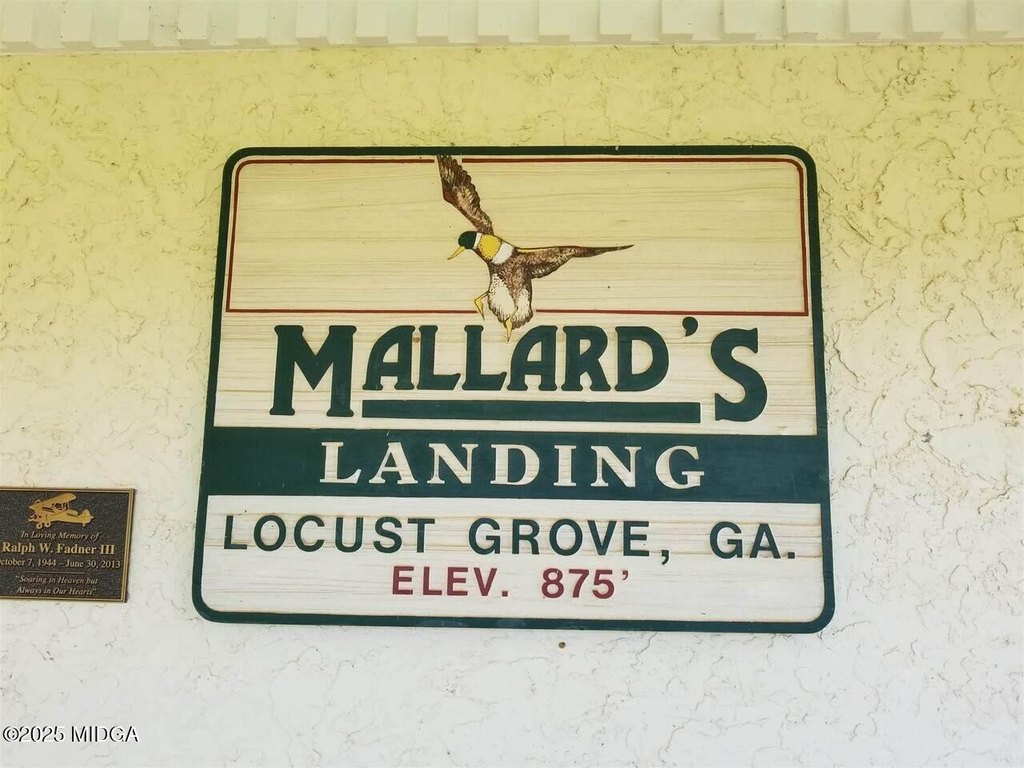 MALLARD'S
LANDING
LOCUST GROVE, GA.
ELEV. 875'
In Loving Memory of
Ralph W. Fadner III
October 7, 1944 – June 30, 2013
"Soaring in Heaven but
Always in Our Hearts"
©2025 MIDGA